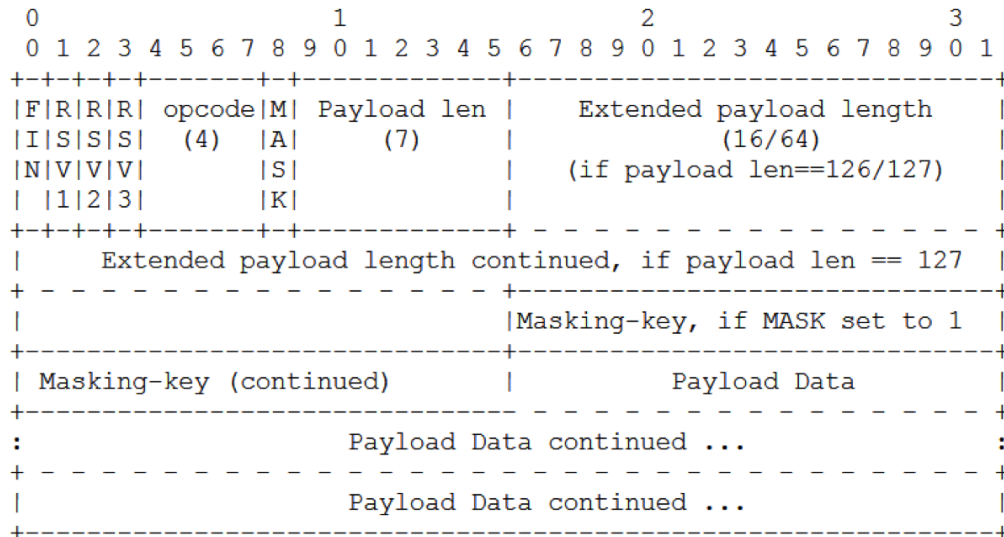 0                   1                   2                   3
 0 1 2 3 4 5 6 7 8 9 0 1 2 3 4 5 6 7 8 9 0 1 2 3 4 5 6 7 8 9 0 1
+-+-+-+-+-------+-+-------------+-------------------------------+
|F|R|R|R| opcode|M| Payload len |    Extended payload length    |
|I|S|S|S|  (4)  |A|     (7)     |             (16/64)           |
|N|V|V|V|       |S|             |   (if payload len==126/127)   |
| |1|2|3|       |K|             |                               |
+-+-+-+-+-------+-+-------------+ - - - - - - - - - - - - - - - +
|     Extended payload length continued, if payload len == 127  |
+ - - - - - - - - - - - - - - - +-------------------------------+
|                               |Masking-key, if MASK set to 1  |
+-------------------------------+-------------------------------+
| Masking-key (continued)       |          Payload Data         |
+-------------------------------- - - - - - - - - - - - - - - - +
:                     Payload Data continued ...                :
+ - - - - - - - - - - - - - - - - - - - - - - - - - - - - - - - +
|                     Payload Data continued ...                |
+---------------------------------------------------------------+